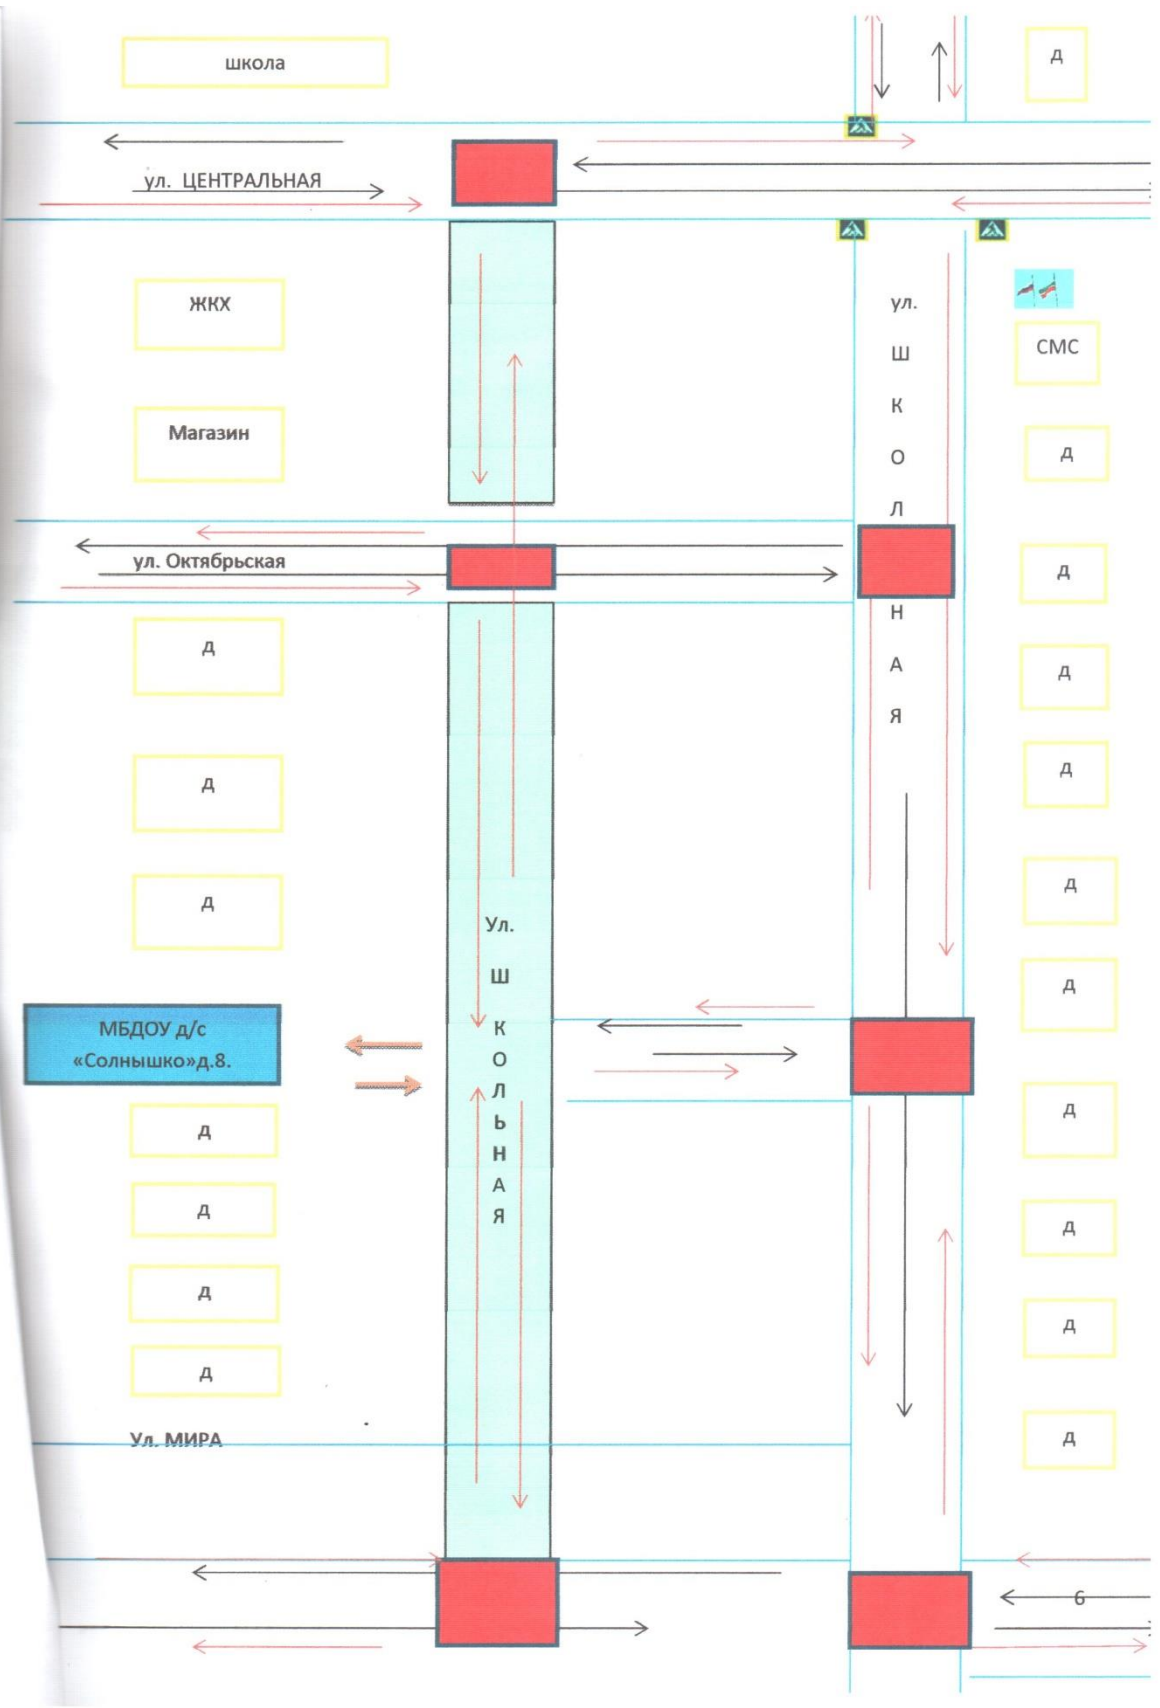 школа
д
ул. ЦЕНТРАЛЬНАЯ
ЖКХ
ул.
Ш
К
О
Л
Н
А
Я
СМС
Магазин
д
ул. Октябрьская
д
д
д
д
д
д
д
д
Ул.
Ш
К
О
Л
Ь
Н
А
Я
д
МБДОУ д/с
«Солнышко»д.8.
д
д
д
д
д
д
д
д
Ул. МИРА
д
6